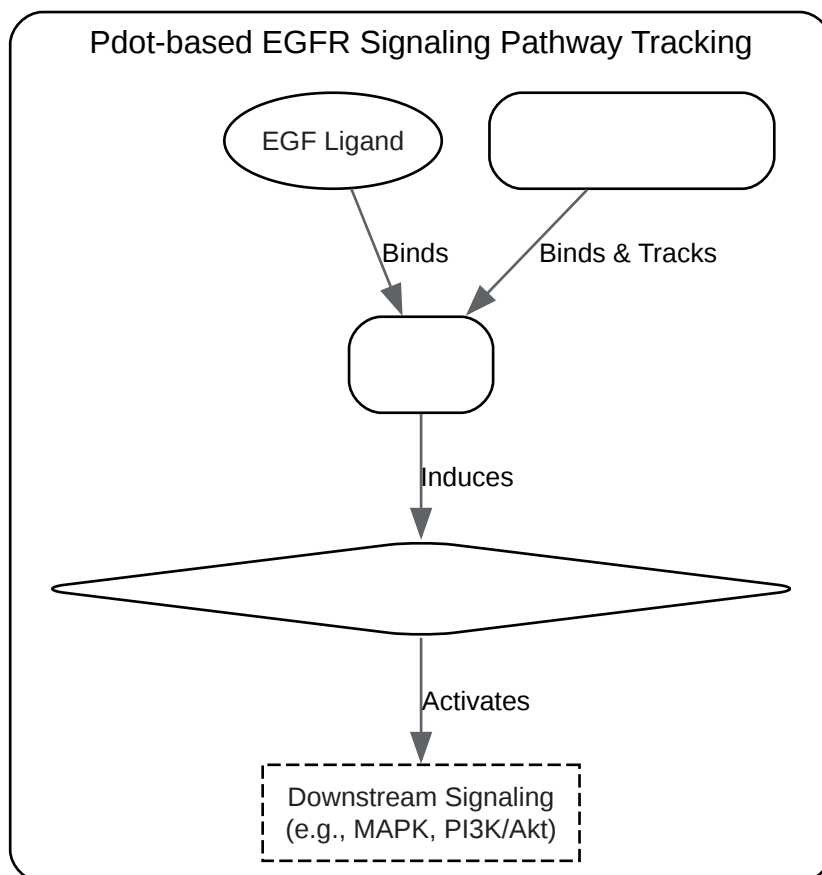 Pdot-based EGFR Signaling Pathway Tracking
EGF Ligand
Binds
Binds & Tracks
Induces
Activates
Downstream Signaling
(e.g., MAPK, PI3K/Akt)